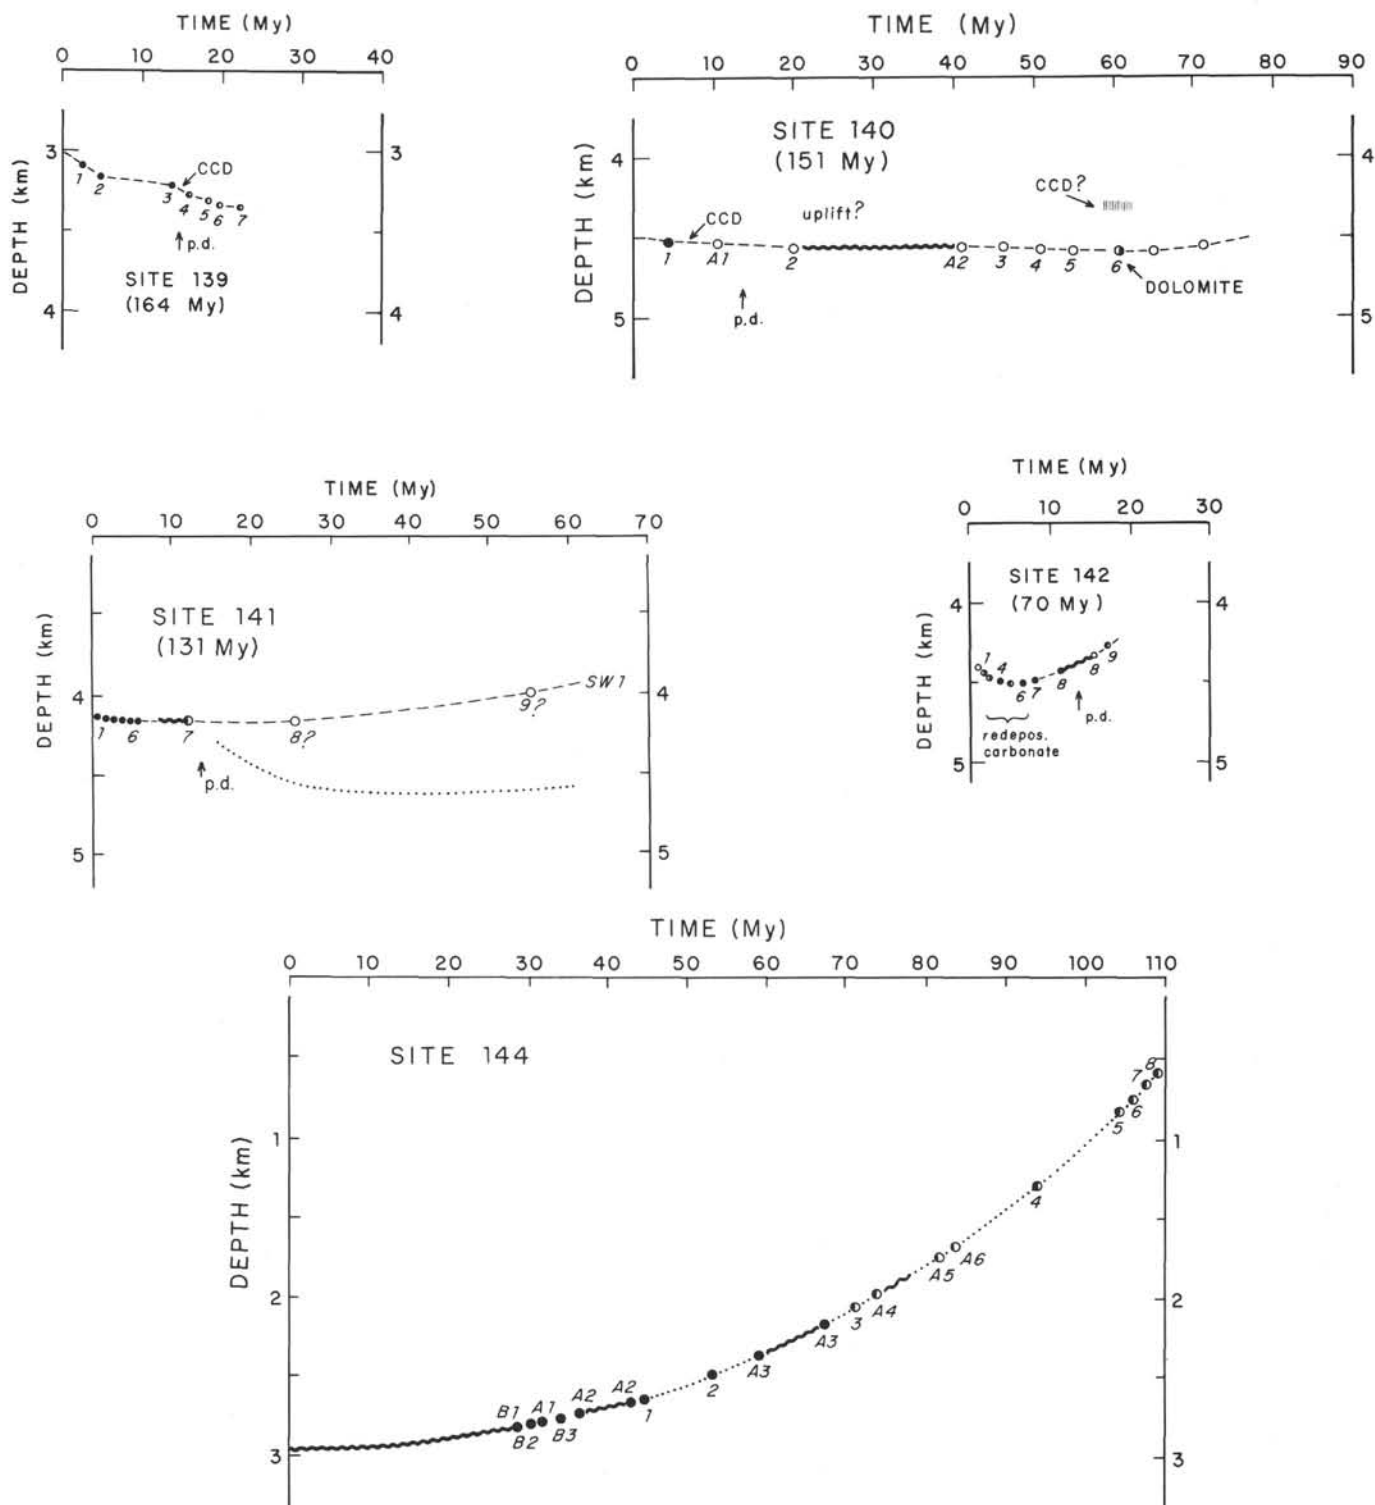 TIME (My)
0 10 20 30 40
3 3
CCD
1 2 3 4 5 6 7
p.d.
DEPTH (km)
SITE 139
(164 My)
4 4
TIME (My)
0 10 20 30 40 50 60 70 80 90
SITE 140
(151 My)
4 4
CCD?
uplift?
CCD
DEPTH (km)
1 A1 2 A2 3 4 5 6
DOLOMITE
p.d.
5 5
TIME (My)
0 10 20 30 40 50 60 70
SITE 141
(131 My)
DEPTH (km)
SW1
4 4
9?
1 6 7 8?
p.d.
5 5
TIME (My)
0 10 20 30
SITE 142
(70 My)
4 4
DEPTH (km)
1 4 6 7 8 8 9
p.d.
redepos.
carbonate
5 5
TIME (My)
0 10 20 30 40 50 60 70 80 90 100 110
SITE 144
DEPTH (km)
8
7
6
5
1 1
4
A6
A5
2 2
A4
3
A3
A3
2
A2
A2 1
B1 A1
B2 B3
3 3